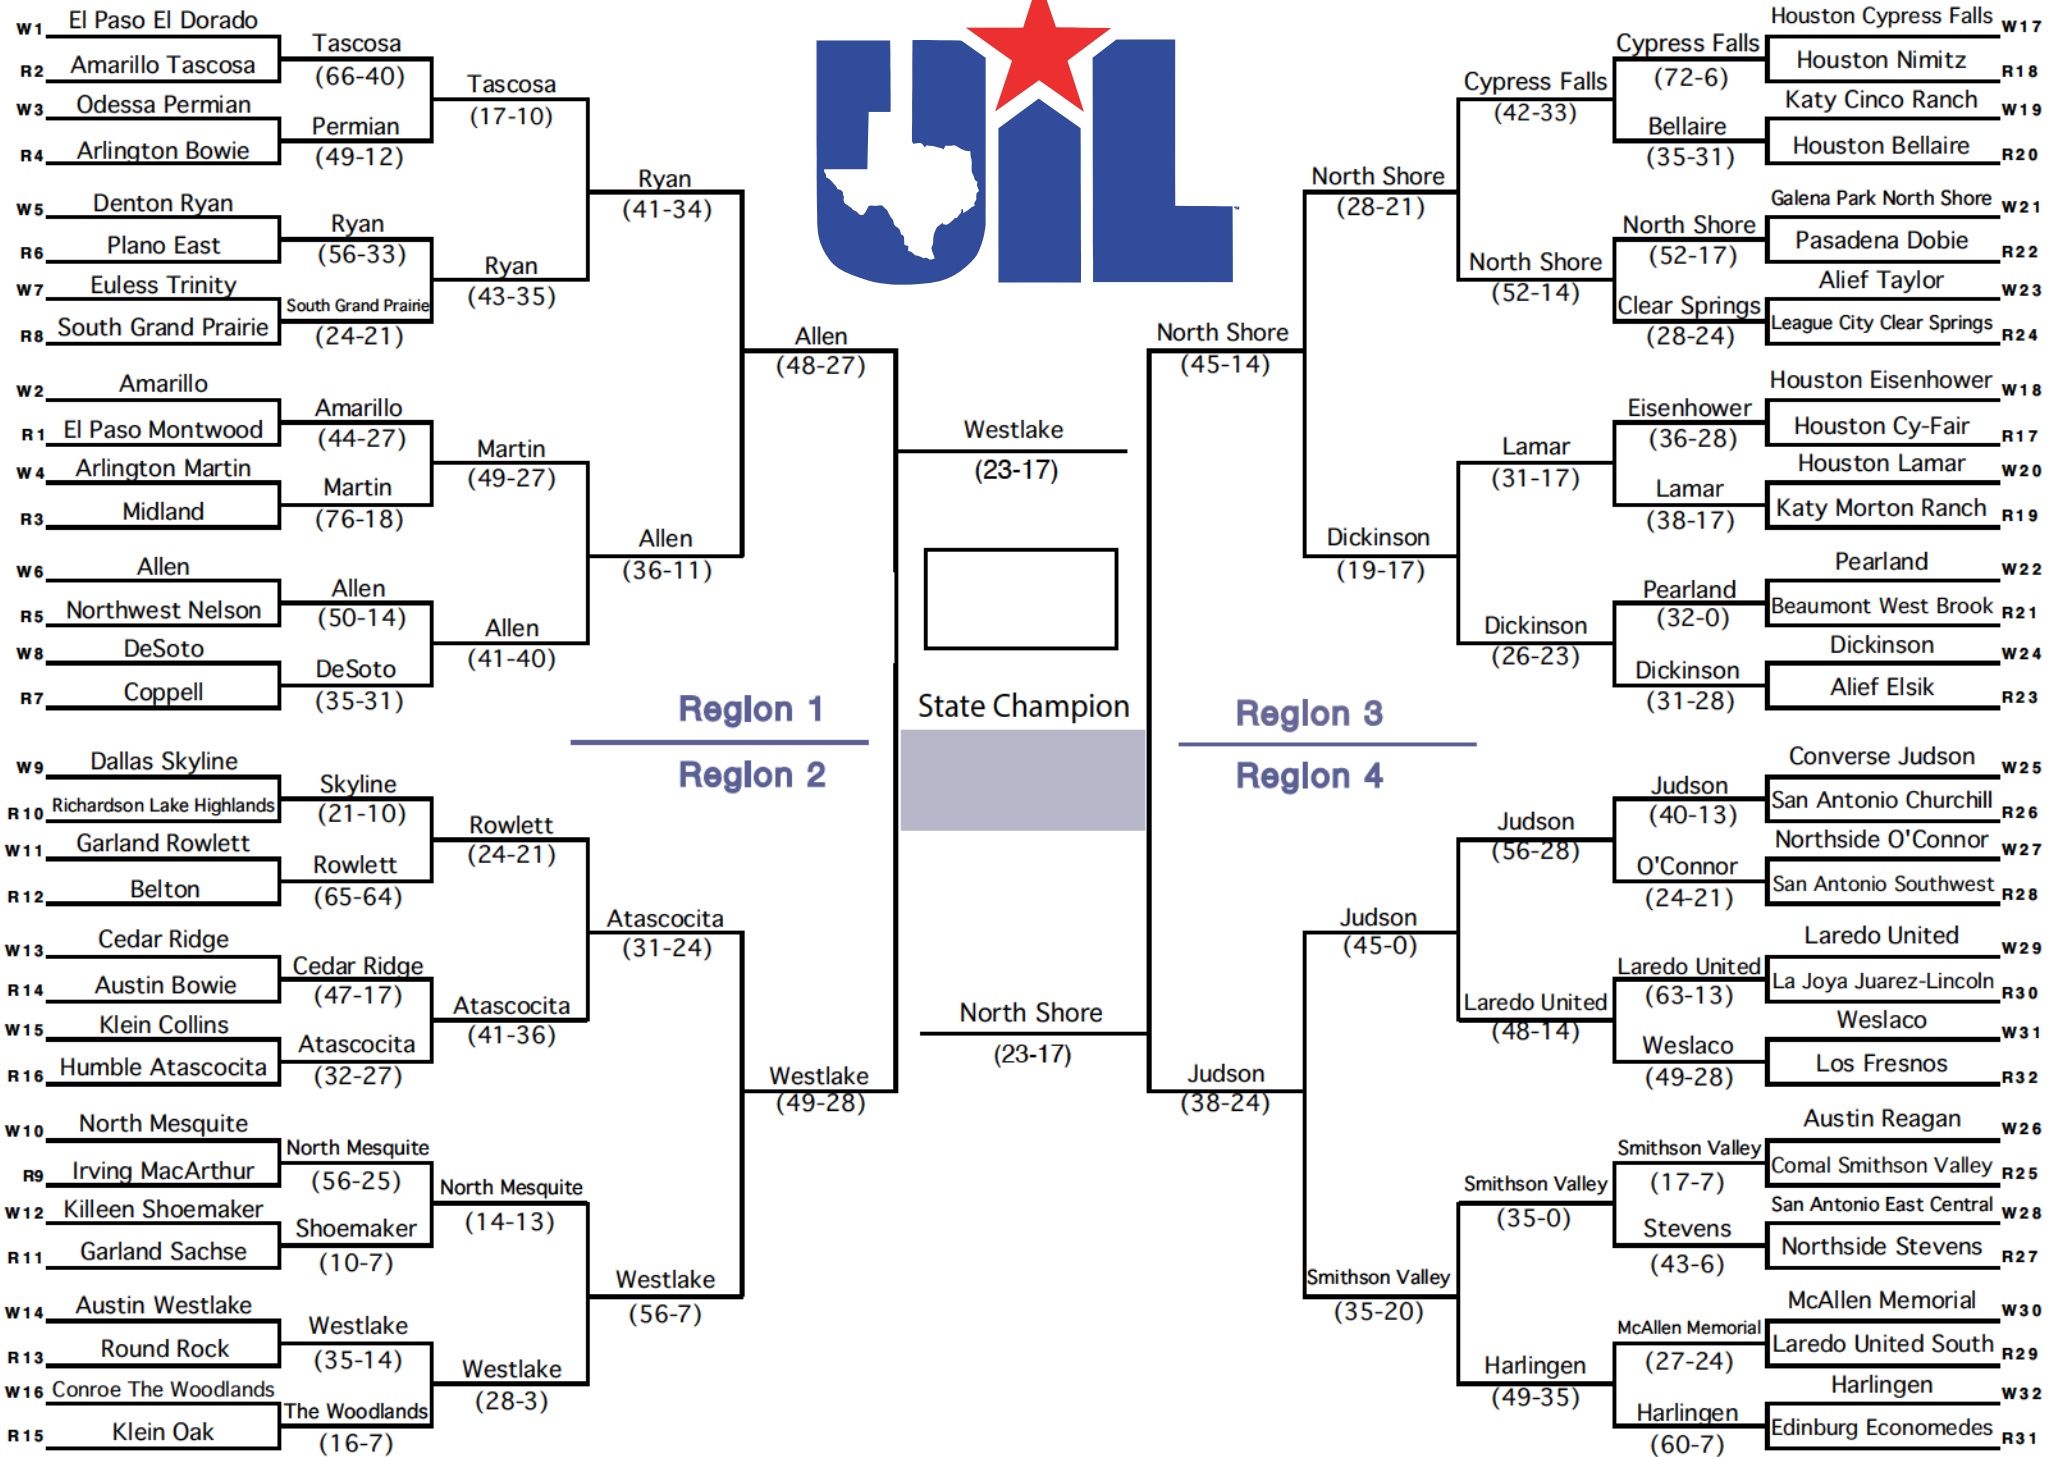 W1 El Paso El Dorado
R2 Amarillo Tascosa
W3 Odessa Permian
R4 Arlington Bowie
W5 Denton Ryan
R6 Plano East
W7 Euless Trinity
R8 South Grand Prairie
W2 Amarillo
R1 El Paso Montwood
W4 Arlington Martin
R3 Midland
W6 Allen
R5 Northwest Nelson
W8 DeSoto
R7 Coppell
W9 Dallas Skyline
R10 Richardson Lake Highlands
W11 Garland Rowlett
R12 Belton
W13 Cedar Ridge
R14 Austin Bowie
W15 Klein Collins
R16 Humble Atascocita
W10 North Mesquite
R9 Irving MacArthur
W12 Killeen Shoemaker
R11 Garland Sachse
W14 Austin Westlake
R13 Round Rock
W16 Conroe The Woodlands
R15 Klein Oak
Tascosa
(66-40)
Permian
(49-12)
Ryan
(56-33)
South Grand Prairie
(24-21)
Amarillo
(44-27)
Martin
(76-18)
Allen
(50-14)
DeSoto
(35-31)
Skyline
(21-10)
Rowlett
(65-64)
Cedar Ridge
(47-17)
Atascocita
(32-27)
North Mesquite
(56-25)
Shoemaker
(10-7)
Westlake
(35-14)
The Woodlands
(16-7)
Tascosa
(17-10)
Ryan
(43-35)
Martin
(49-27)
Allen
(41-40)
Rowlett
(24-21)
Atascocita
(41-36)
North Mesquite
(14-13)
Westlake
(28-3)
Ryan
(41-34)
Allen
(36-11)
Atascocita
(31-24)
Westlake
(56-7)
Allen
(48-27)
Westlake
(49-28)
Region 1
Region 2
UIL
Westlake
(23-17)
State Champion
North Shore
(23-17)
Region 3
Region 4
North Shore
(45-14)
Judson
(38-24)
North Shore
(28-21)
Dickinson
(19-17)
Judson
(45-0)
Smithson Valley
(35-20)
Cypress Falls
(42-33)
North Shore
(52-14)
Lamar
(31-17)
Dickinson
(26-23)
Judson
(56-28)
Laredo United
(48-14)
Smithson Valley
(35-0)
Harlingen
(49-35)
Cypress Falls
(72-6)
Bellaire
(35-31)
North Shore
(52-17)
Clear Springs
(28-24)
Eisenhower
(36-28)
Lamar
(38-17)
Pearland
(32-0)
Dickinson
(31-28)
Judson
(40-13)
O'Connor
(24-21)
Laredo United
(63-13)
Weslaco
(49-28)
Smithson Valley
(17-7)
Stevens
(43-6)
McAllen Memorial
(27-24)
Harlingen
(60-7)
Houston Cypress Falls W17
Houston Nimitz R18
Katy Cinco Ranch W19
Houston Bellaire R20
Galena Park North Shore W21
Pasadena Dobie R22
Alief Taylor W23
League City Clear Springs R24
Houston Eisenhower W18
Houston Cy-Fair R17
Houston Lamar W20
Katy Morton Ranch R19
Pearland W22
Beaumont West Brook R21
Dickinson W24
Alief Elsik R23
Converse Judson W25
San Antonio Churchill R26
Northside O'Connor W27
San Antonio Southwest R28
Laredo United W29
La Joya Juarez-Lincoln R30
Weslaco W31
Los Fresnos R32
Austin Reagan W26
Comal Smithson Valley R25
San Antonio East Central W28
Northside Stevens R27
McAllen Memorial W30
Laredo United South R29
Harlingen W32
Edinburg Economedes R31